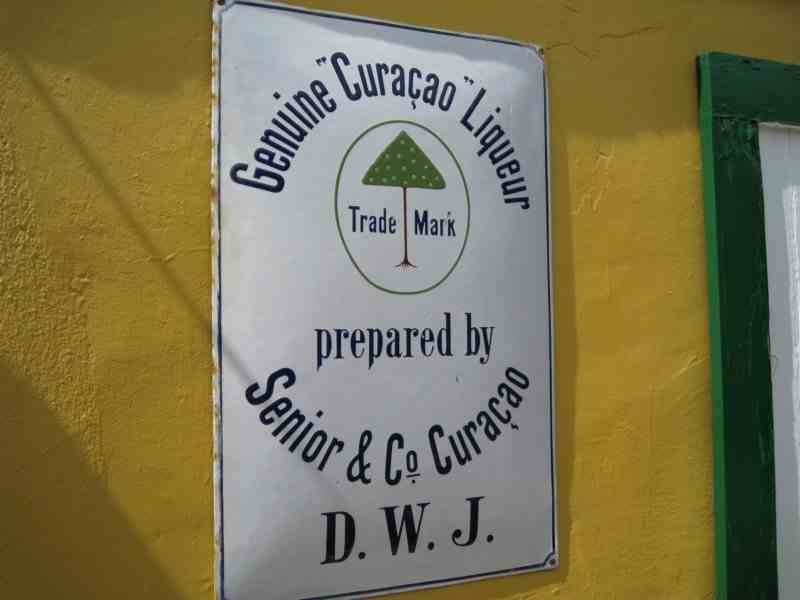 Genuine "Curaçao" Liqueur
Trade Mark
prepared by
Senior & Co Curaçao
D. W. J.